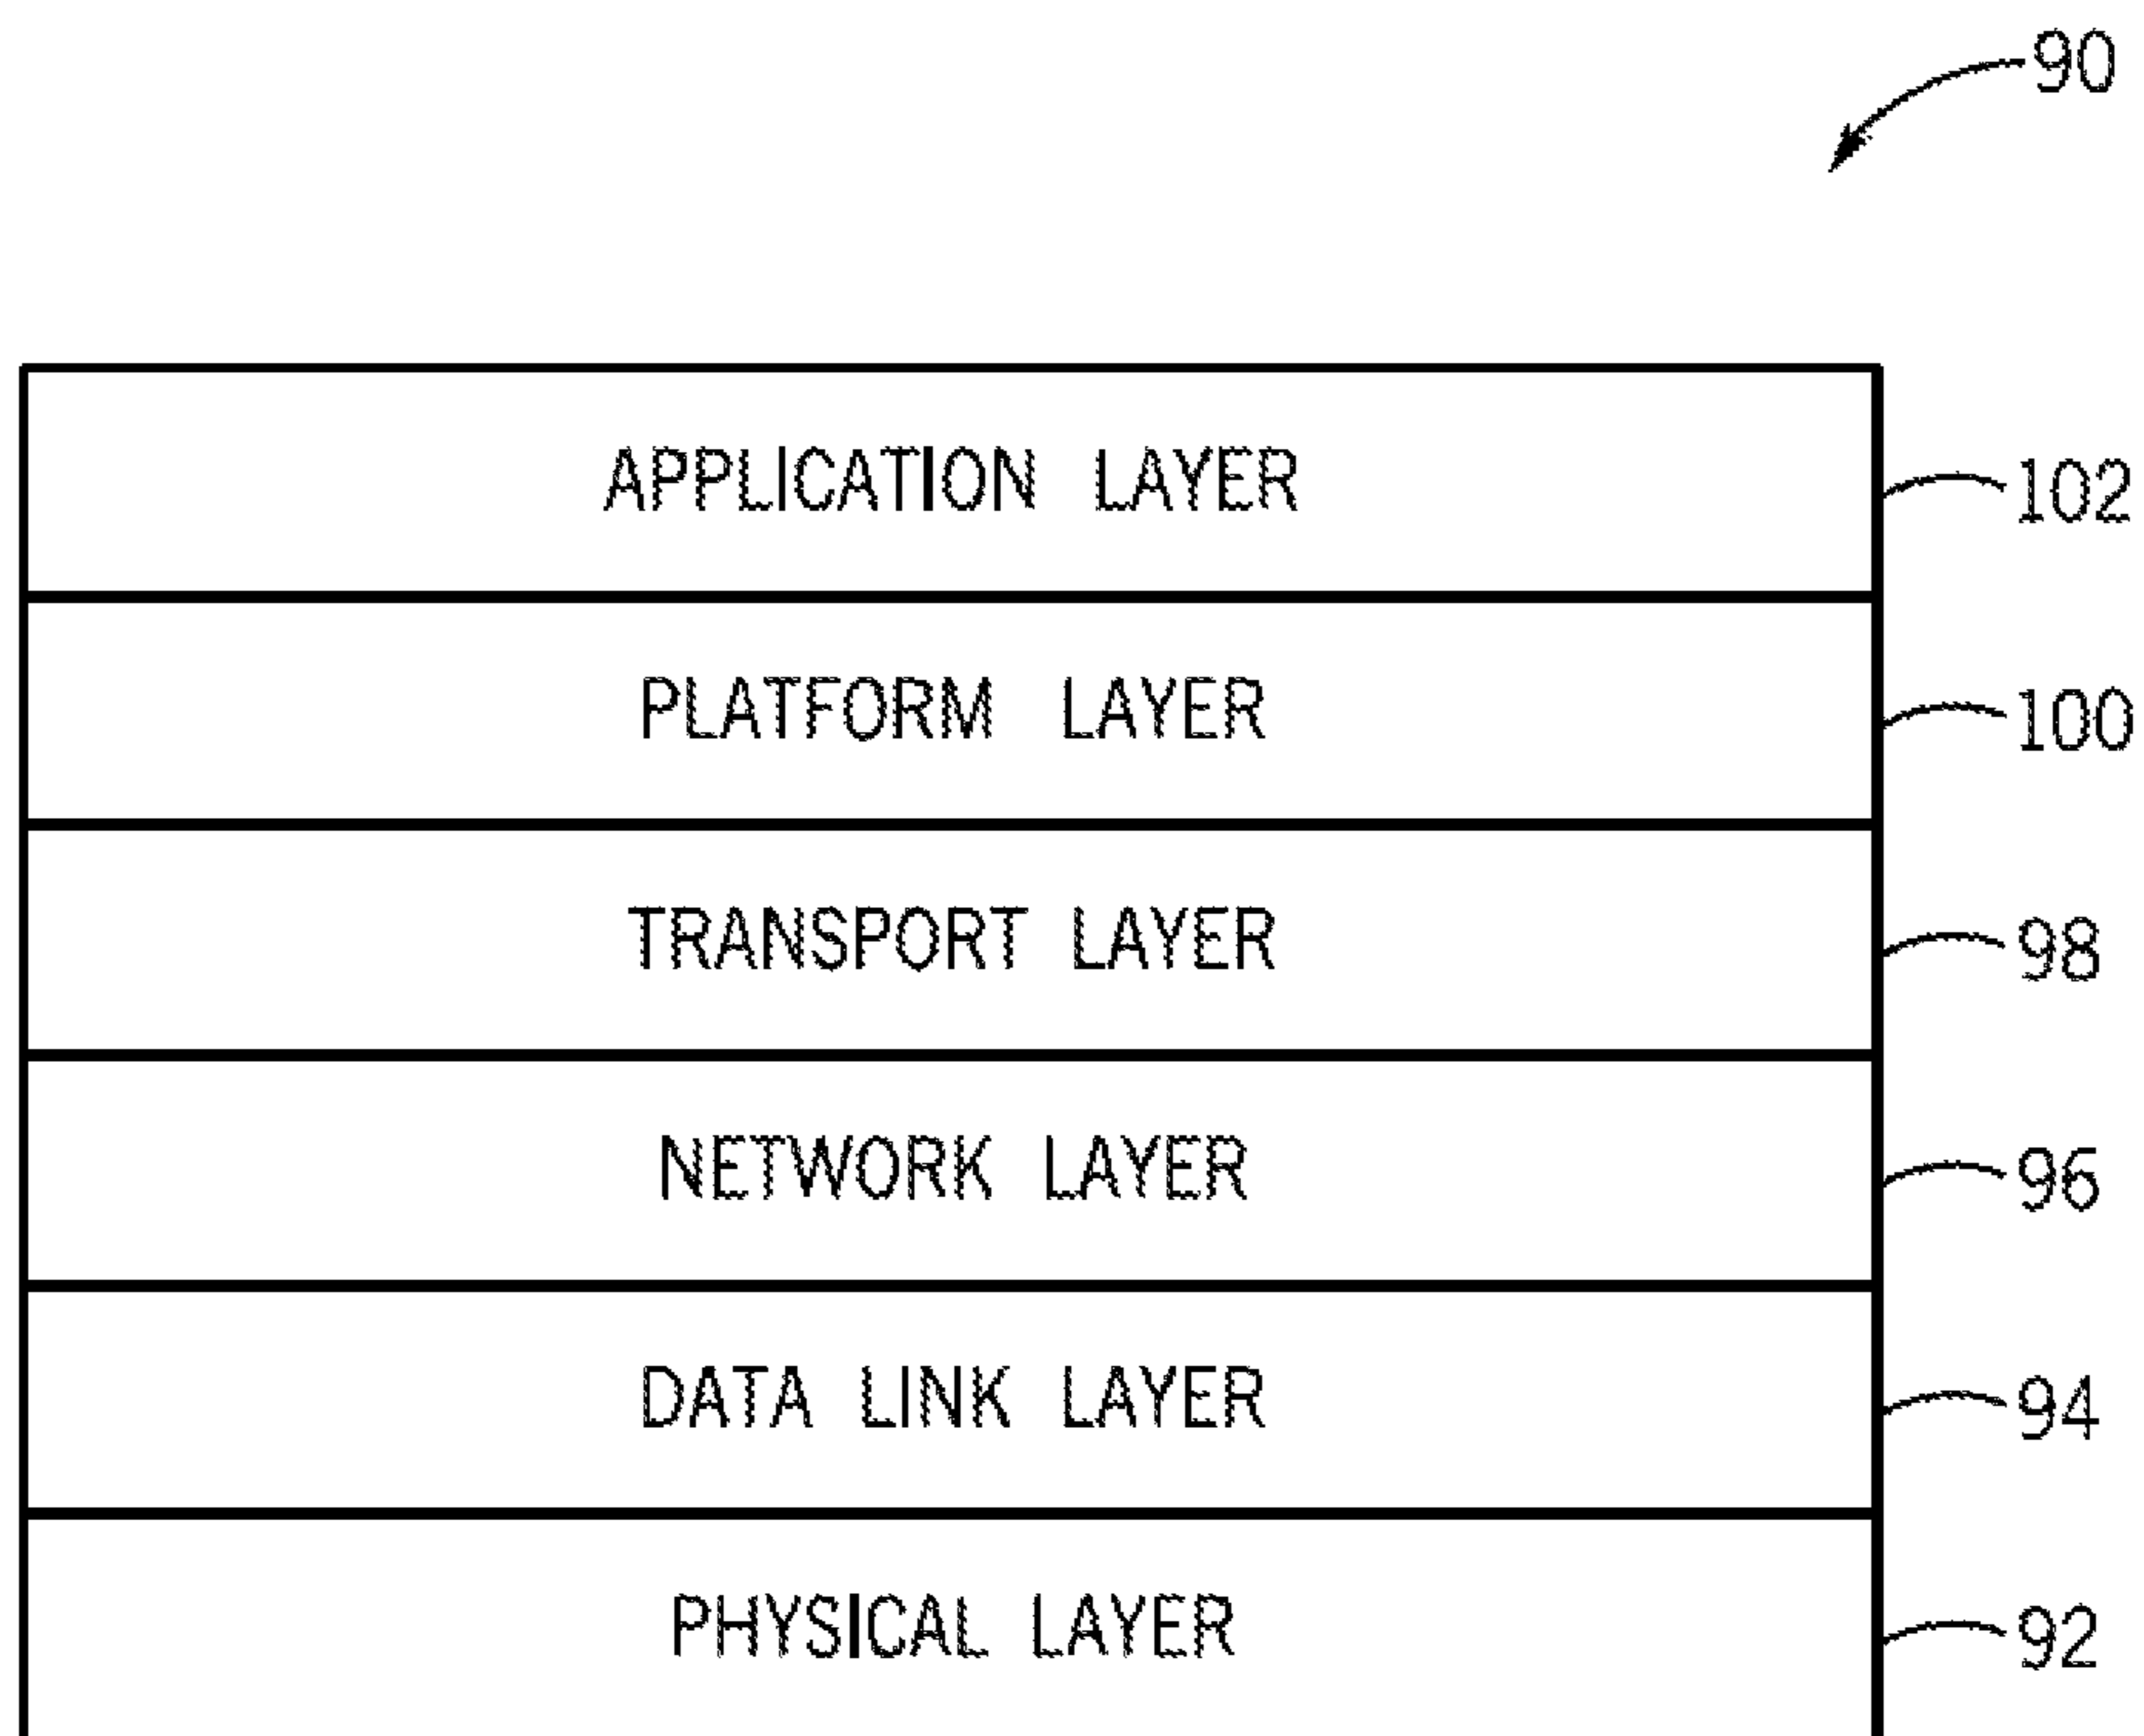 90
APPLICATION LAYER 102
PLATFORM LAYER 100
TRANSPORT LAYER 98
NETWORK LAYER 96
DATA LINK LAYER 94
PHYSICAL LAYER 92